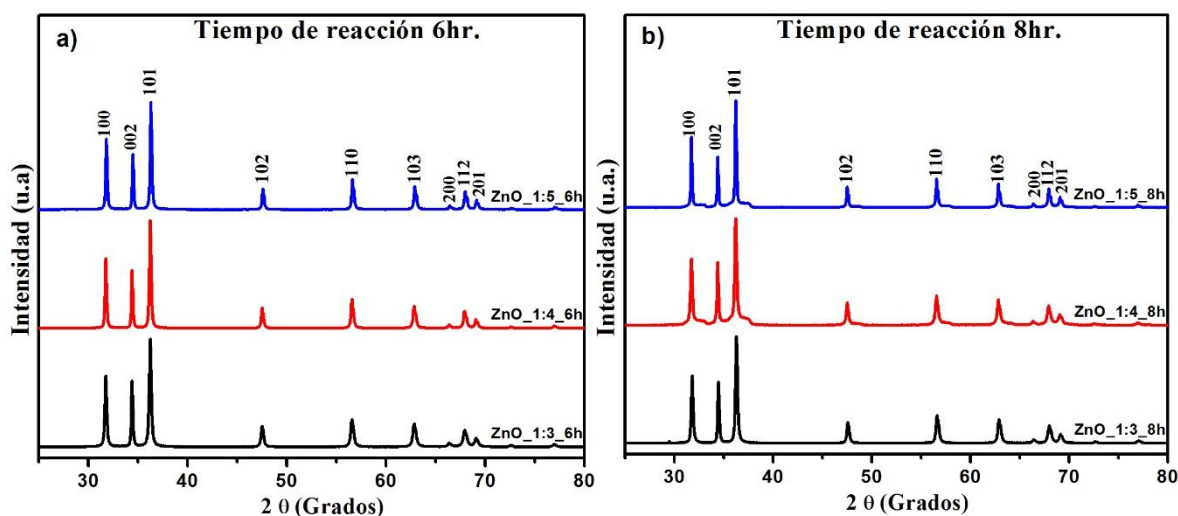 a)
Tiempo de reacción 6hr.
Intensidad (u.a)
100
002
101
102
110
103
200
112
201
ZnO_1:5_6h
ZnO_1:4_6h
ZnO_1:3_6h
30 40 50 60 70 80
2 θ (Grados)
b)
Tiempo de reacción 8hr.
Intensidad (u.a.)
100
002
101
102
110
103
200
112
201
ZnO_1:5_8h
ZnO_1:4_8h
ZnO_1:3_8h
30 40 50 60 70 80
2 θ (Grados)